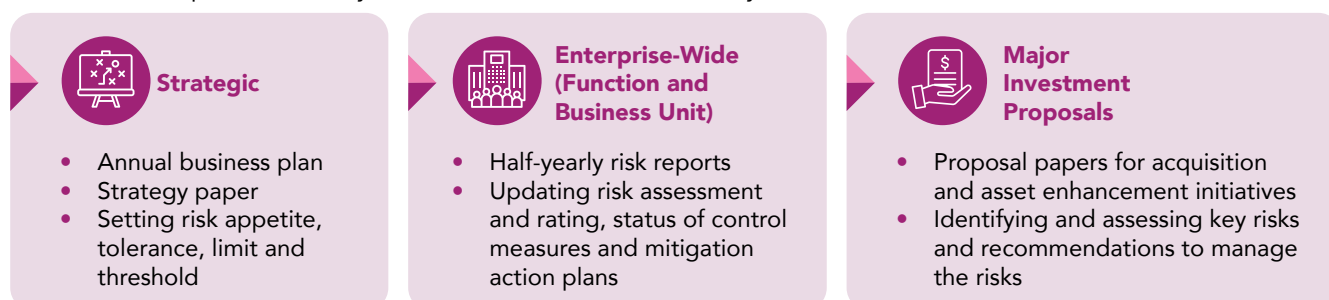 Strategic
• Annual business plan
• Strategy paper
• Setting risk appetite,
tolerance, limit and
threshold
Enterprise-Wide
(Function and
Business Unit)
• Half-yearly risk reports
• Updating risk assessment
and rating, status of control
measures and mitigation
action plans
$
Major
Investment
Proposals
• Proposal papers for acquisition
and asset enhancement initiatives
• Identifying and assessing key risks
and recommendations to manage
the risks